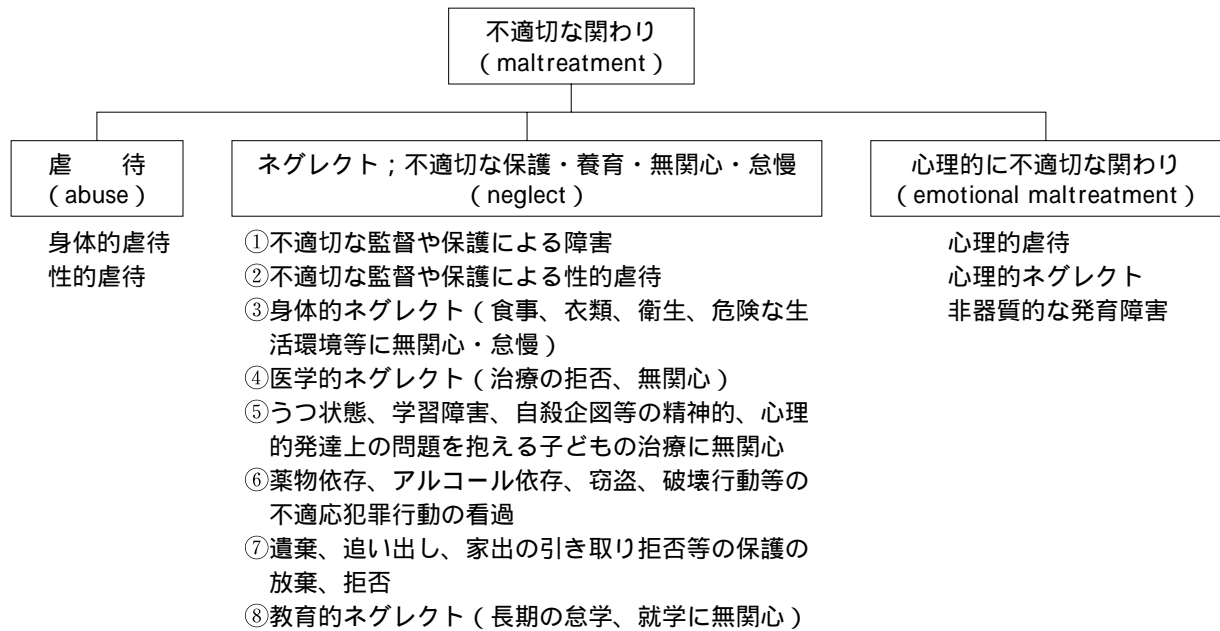 不適切な関わり
（maltreatment）
虐　　待
（abuse）
身体的虐待
性的虐待
ネグレクト；不適切な保護・養育・無関心・怠慢
（neglect）
①不適切な監督や保護による障害
②不適切な監督や保護による性的虐待
③身体的ネグレクト（食事、衣類、衛生、危険な生
活環境等に無関心・怠慢）
④医学的ネグレクト（治療の拒否、無関心）
⑤うつ状態、学習障害、自殺企図等の精神的、心理
的発達上の問題を抱える子どもの治療に無関心
⑥薬物依存、アルコール依存、窃盗、破壊行動等の
不適応犯罪行動の看過
⑦遺棄、追い出し、家出の引き取り拒否等の保護の
放棄、拒否
⑧教育的ネグレクト（長期の怠学、就学に無関心）
心理的に不適切な関わり
（emotional maltreatment）
心理的虐待
心理的ネグレクト
非器質的な発育障害